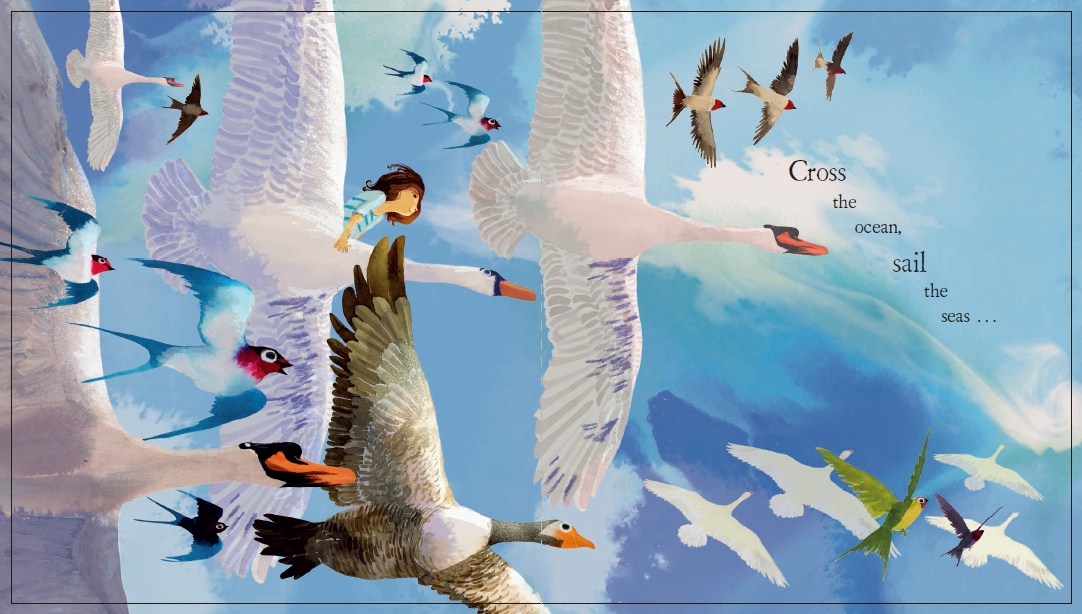 Cross
the
ocean,
sail
the
seas ...